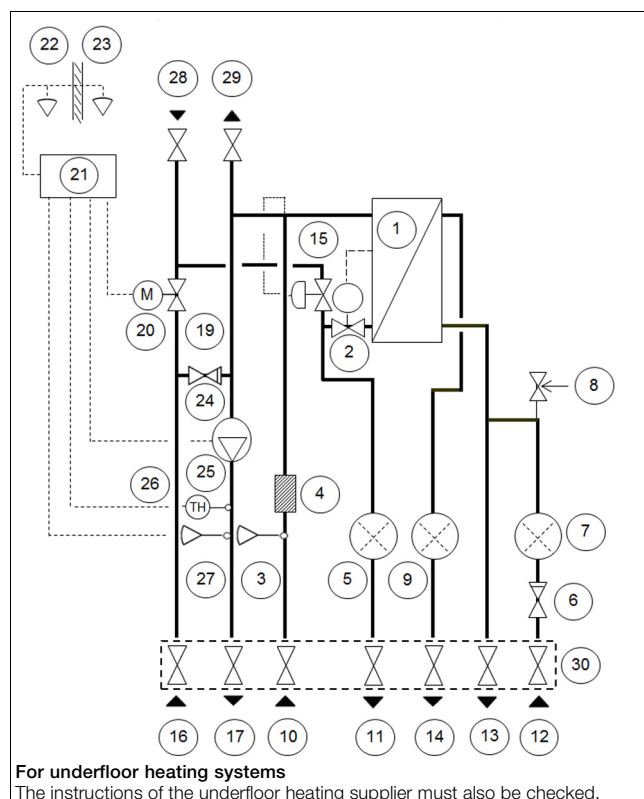 22 23
28 29
21
1
15
M
20 19
2
24
8
25
26
4
TH
7
27 3 5 9
6
30
16 17 10 11 14 13 12
For underfloor heating systems
The instructions of the underfloor heating supplier must also be checked.